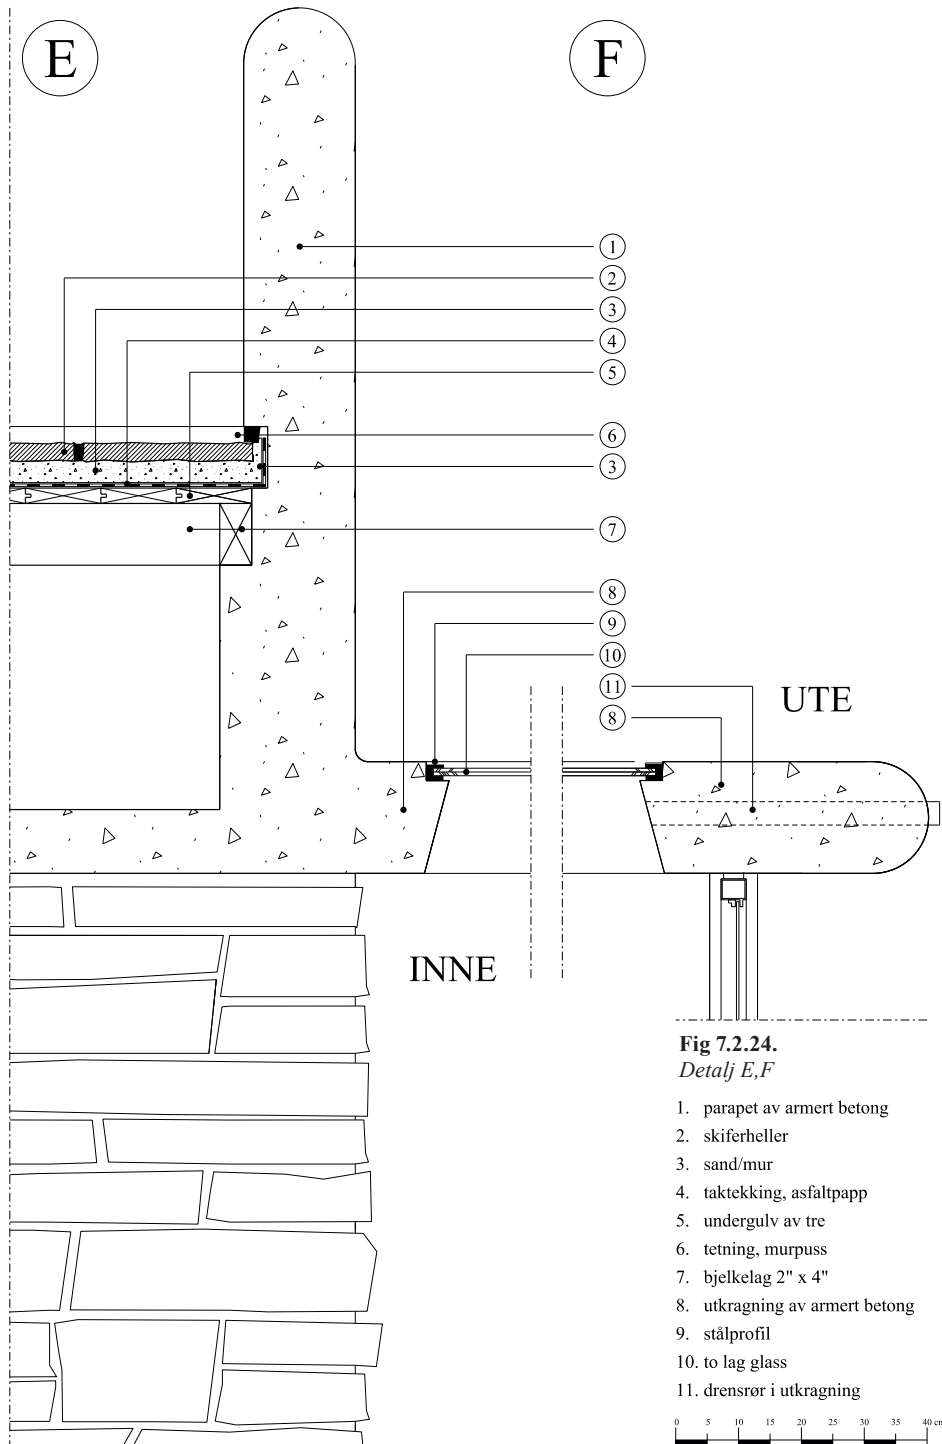 E
F
1
2
3
4
5
6
3
7
8
9
10
11
8
UTE
INNE
Fig 7.2.24.
Detalj E,F
1. parapet av armert betong
2. skiferheller
3. sand/mur
4. taktekking, asfaltpapp
5. undergulv av tre
6. tetning, murpuss
7. bjelkelag 2" x 4"
8. utkragning av armert betong
9. stålprofil
10. to lag glass
11. drensrør i utkragning
0 5 10 15 20 25 30 35 40 cm